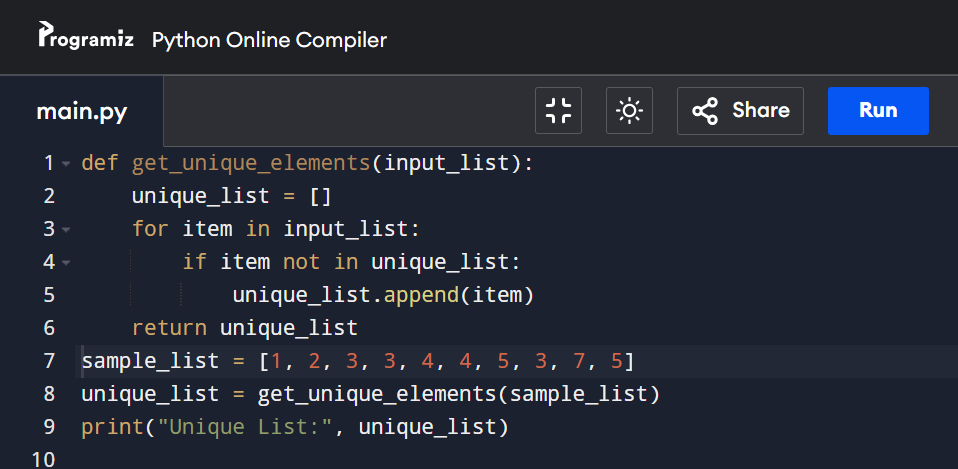 Programiz Python Online Compiler
main.py Share Run
1 def get_unique_elements(input_list):
2     unique_list = []
3     for item in input_list:
4         if item not in unique_list:
5             unique_list.append(item)
6     return unique_list
7 sample_list = [1, 2, 3, 3, 4, 4, 5, 3, 7, 5]
8 unique_list = get_unique_elements(sample_list)
9 print("Unique List:", unique_list)
10